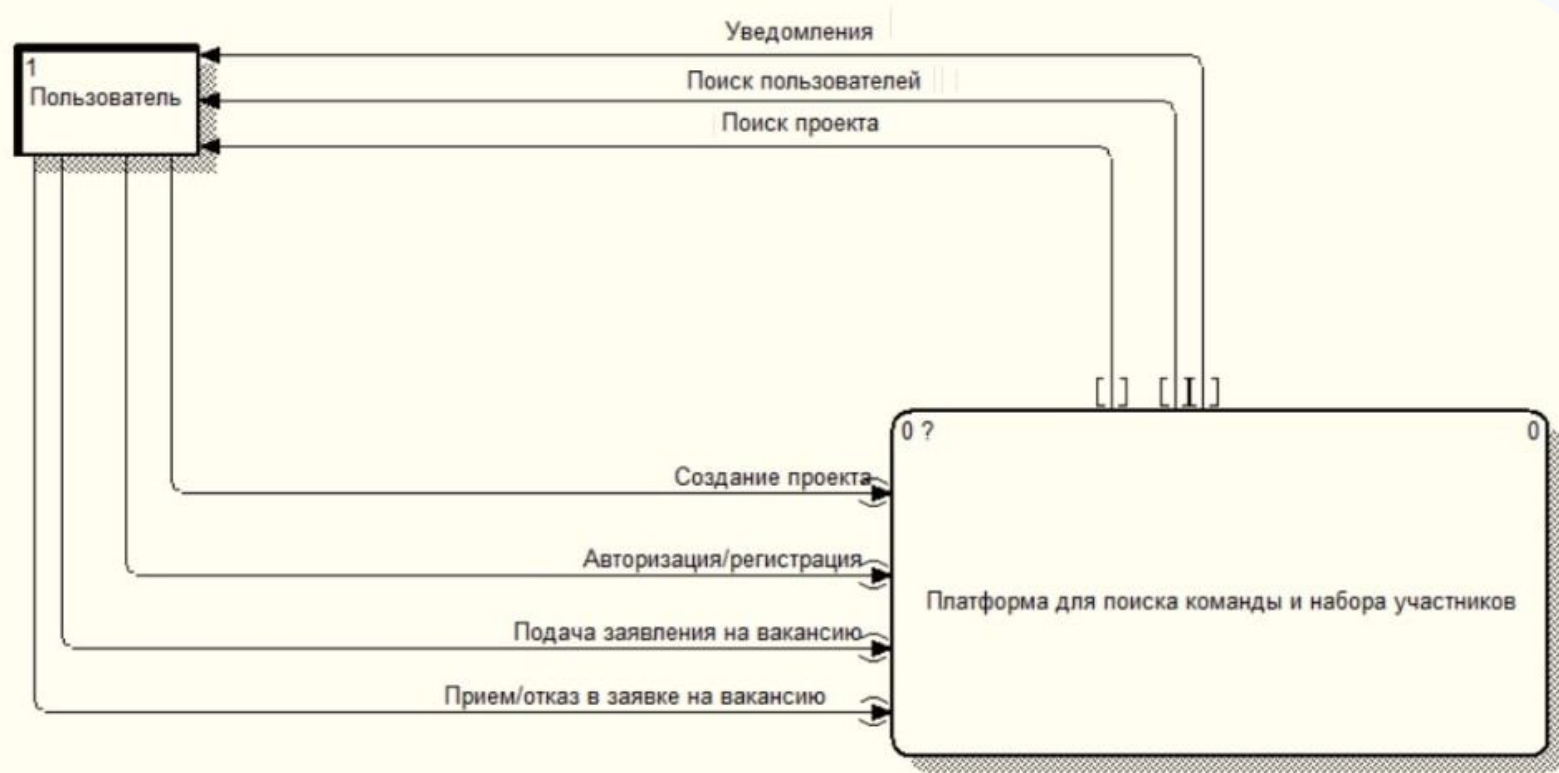 Уведомления
1
Пользователь
Поиск пользователей
Поиск проекта
0 ?
0
Создание проекта
Авторизация/регистрация
Платформа для поиска команды и набора участников
Подача заявления на вакансию
Прием/отказ в заявке на вакансию